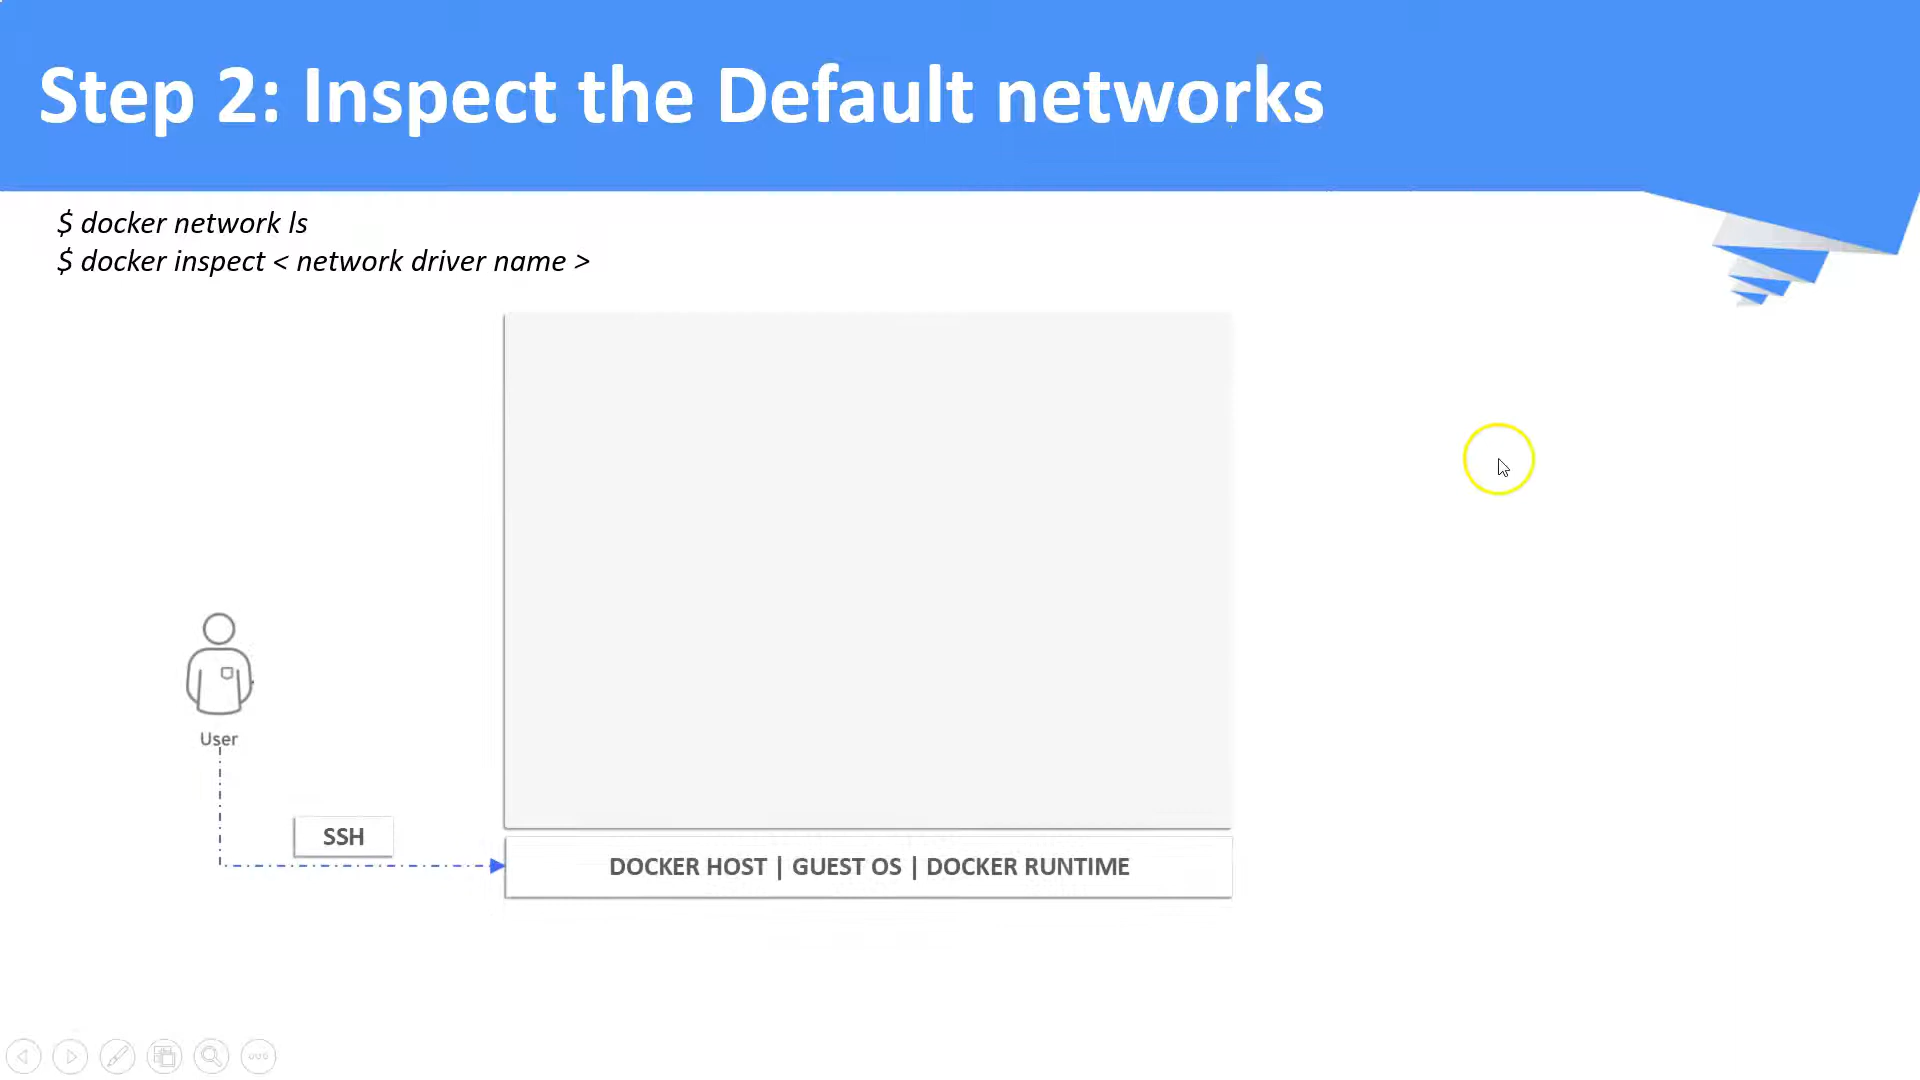 Step 2: Inspect the Default networks
$ docker network ls
$ docker inspect < network driver name >
User
SSH
DOCKER HOST | GUEST OS | DOCKER RUNTIME